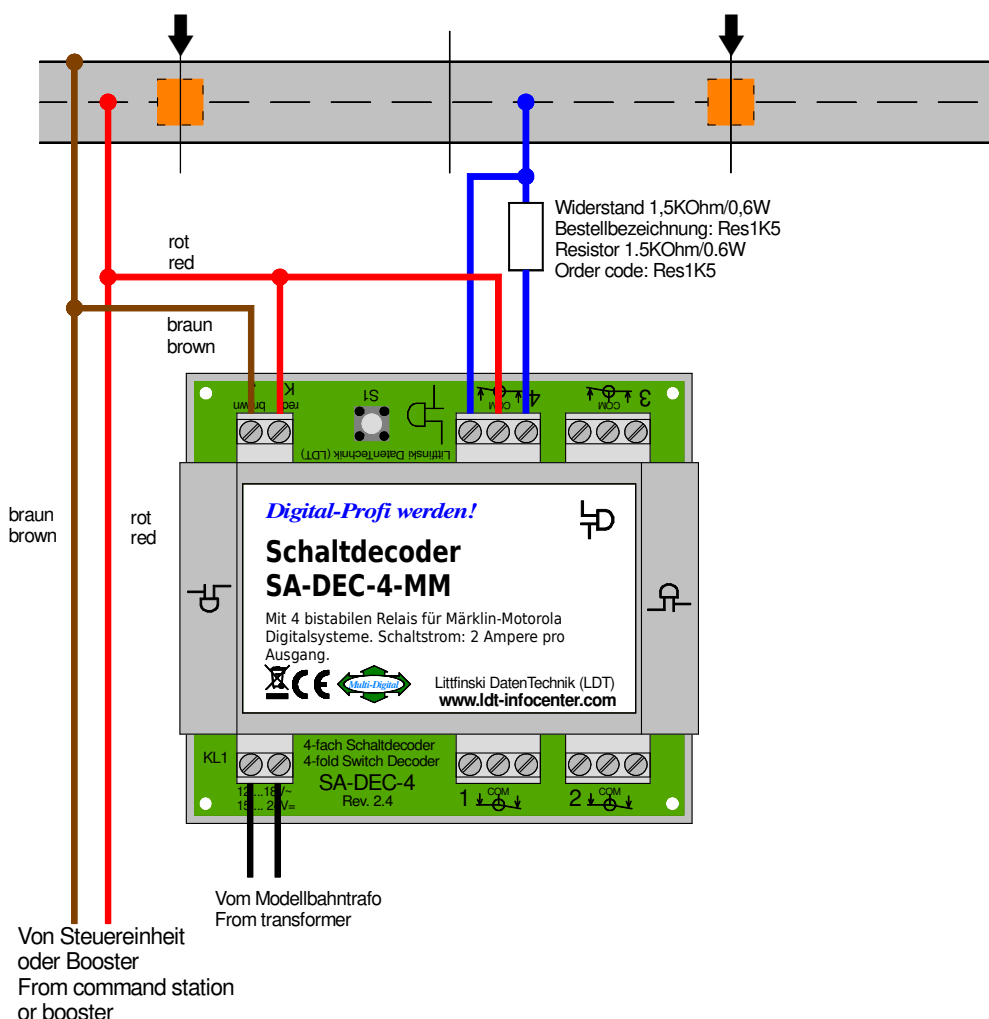 Widerstand 1,5KOhm/0,6W
Bestellbezeichnung: Res1K5
Resistor 1.5KOhm/0.6W
Order code: Res1K5
rot
red
braun
brown
S1
COM
4
COM
3
Littfinski DatenTechnik (LDT)
braun
brown
rot
red
Digital-Profi werden!
Schaltdecoder
SA-DEC-4-MM
Mit 4 bistabilen Relais für Märklin-Motorola
Digitalsysteme. Schaltstrom: 2 Ampere pro
Ausgang.
CE
Multi-Digital
Littfinski DatenTechnik (LDT)
www.ldt-infocenter.com
KL1
4-fach Schaltdecoder
4-fold Switch Decoder
SA-DEC-4
Rev. 2.4
1
COM
2
COM
Vom Modellbahntrafo
From transformer
Von Steuereinheit
oder Booster
From command station
or booster